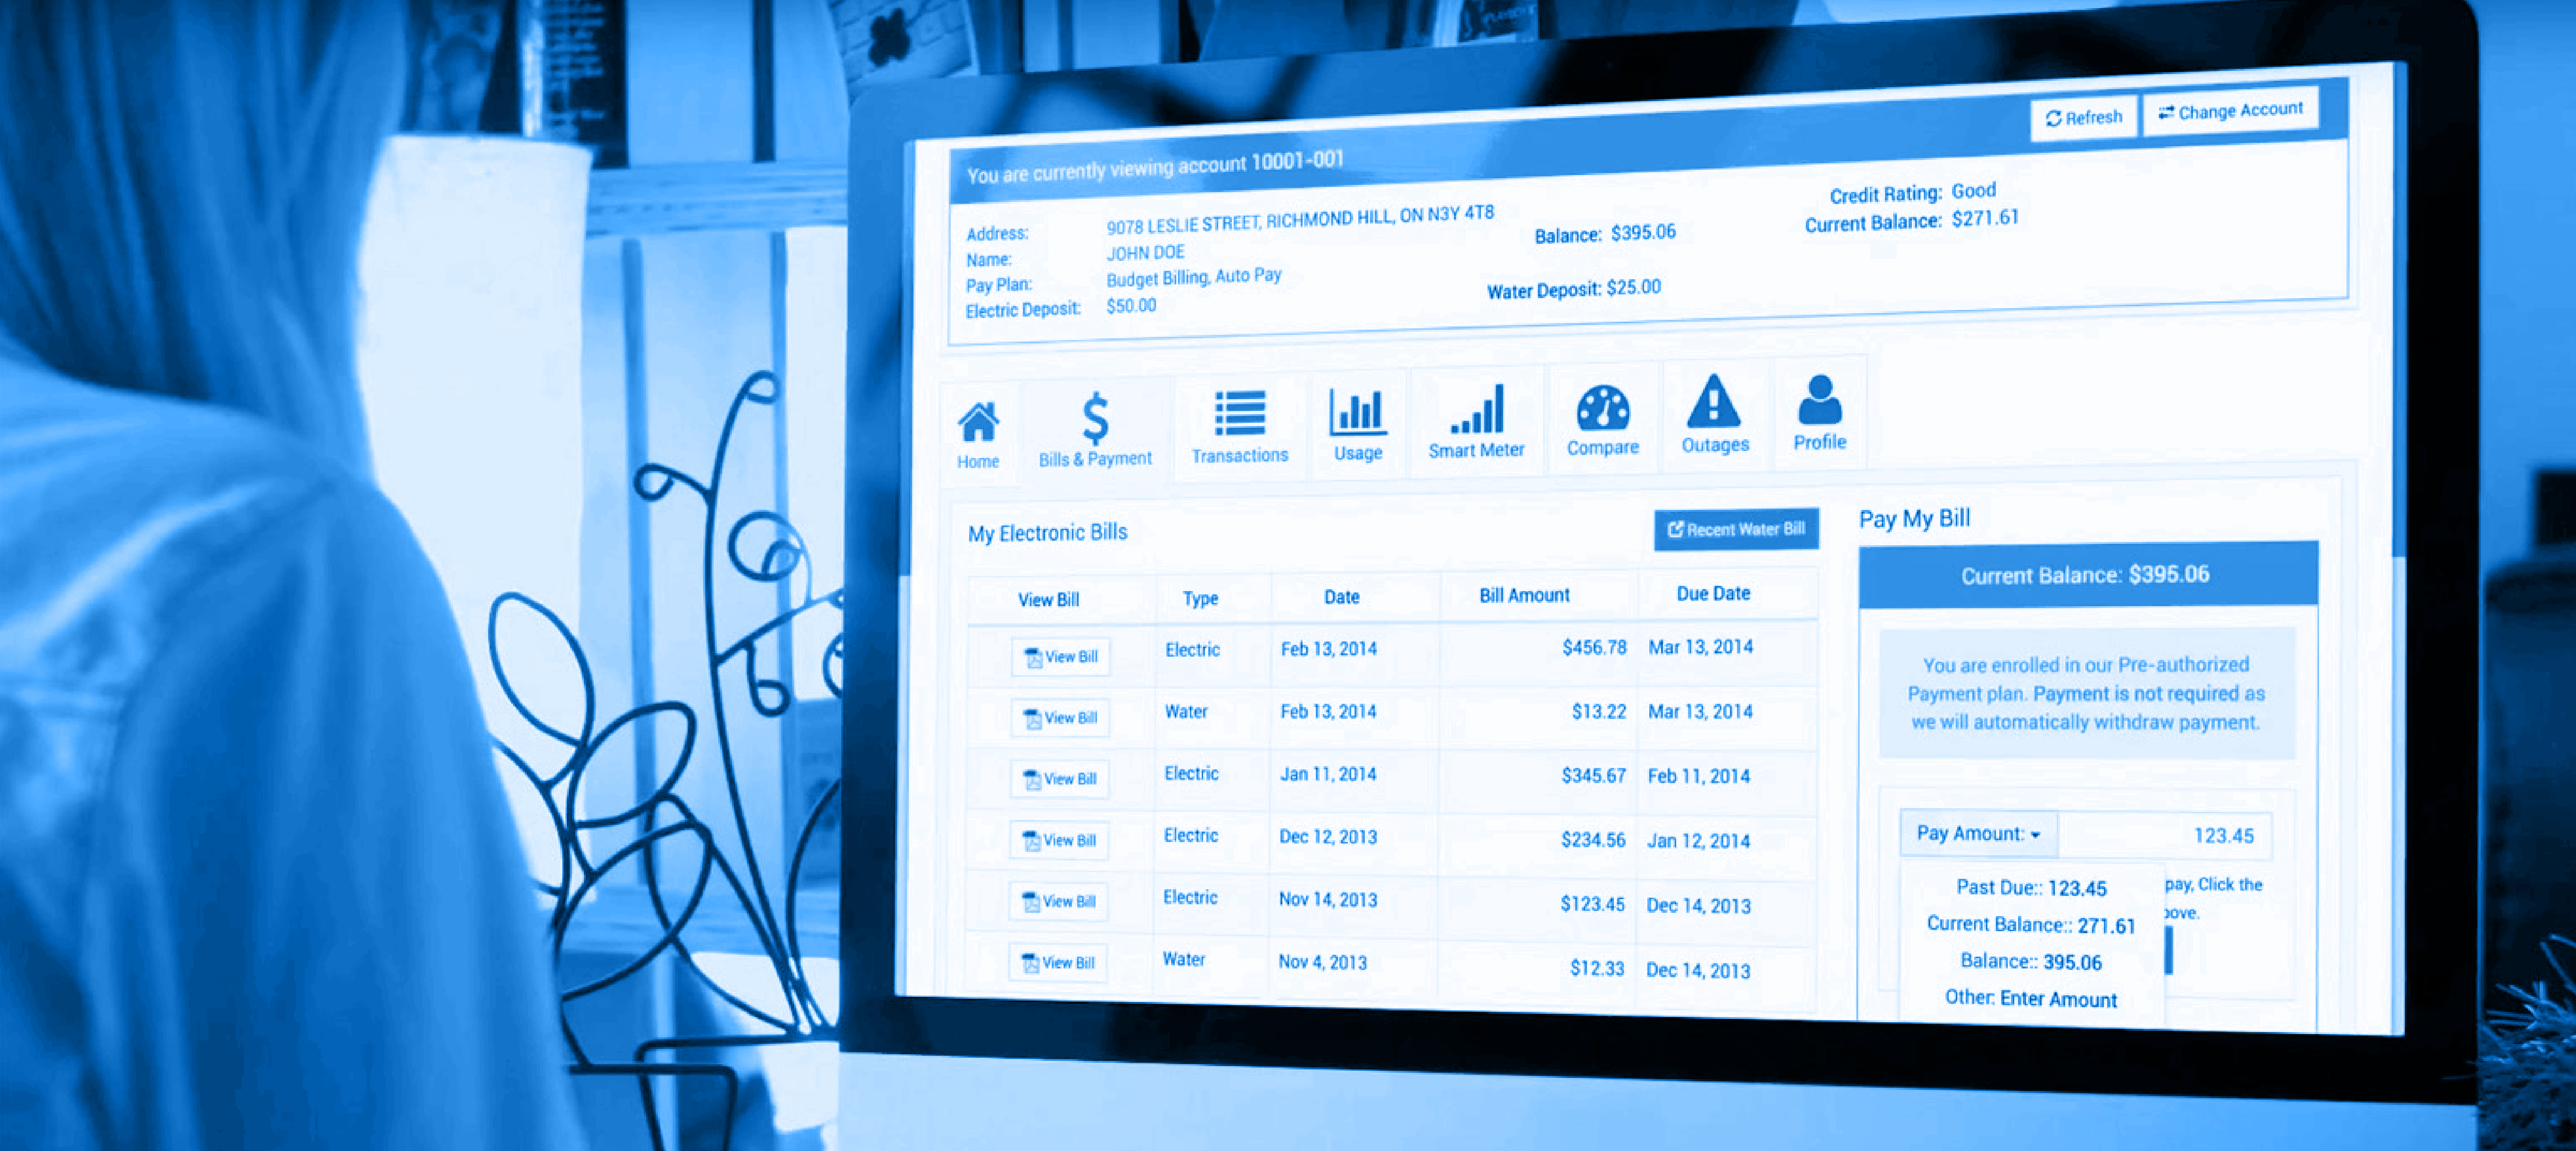 Refresh
Change Account
You are currently viewing account 10001-001
Address: 9078 LESLIE STREET, RICHMOND HILL, ON N3Y 4T8
Name: JOHN DOE
Pay Plan: Budget Billing, Auto Pay
Electric Deposit: $50.00
Balance: $395.06
Water Deposit: $25.00
Credit Rating: Good
Current Balance: $271.61
Home
Bills & Payment
Transactions
Usage
Smart Meter
Compare
Outages
Profile
My Electronic Bills
Recent Water Bill
View Bill Type Date Bill Amount Due Date
View Bill Electric Feb 13, 2014 $456.78 Mar 13, 2014
View Bill Water Feb 13, 2014 $13.22 Mar 13, 2014
View Bill Electric Jan 11, 2014 $345.67 Feb 11, 2014
View Bill Electric Dec 12, 2013 $234.56 Jan 12, 2014
View Bill Electric Nov 14, 2013 $123.45 Dec 14, 2013
View Bill Water Nov 4, 2013 $12.33 Dec 14, 2013
Pay My Bill
Current Balance: $395.06
You are enrolled in our Pre-authorized
Payment plan. Payment is not required as
we will automatically withdraw payment.
Pay Amount: 123.45
Past Due:: 123.45
Current Balance:: 271.61
Balance:: 395.06
Other: Enter Amount
pay, Click the